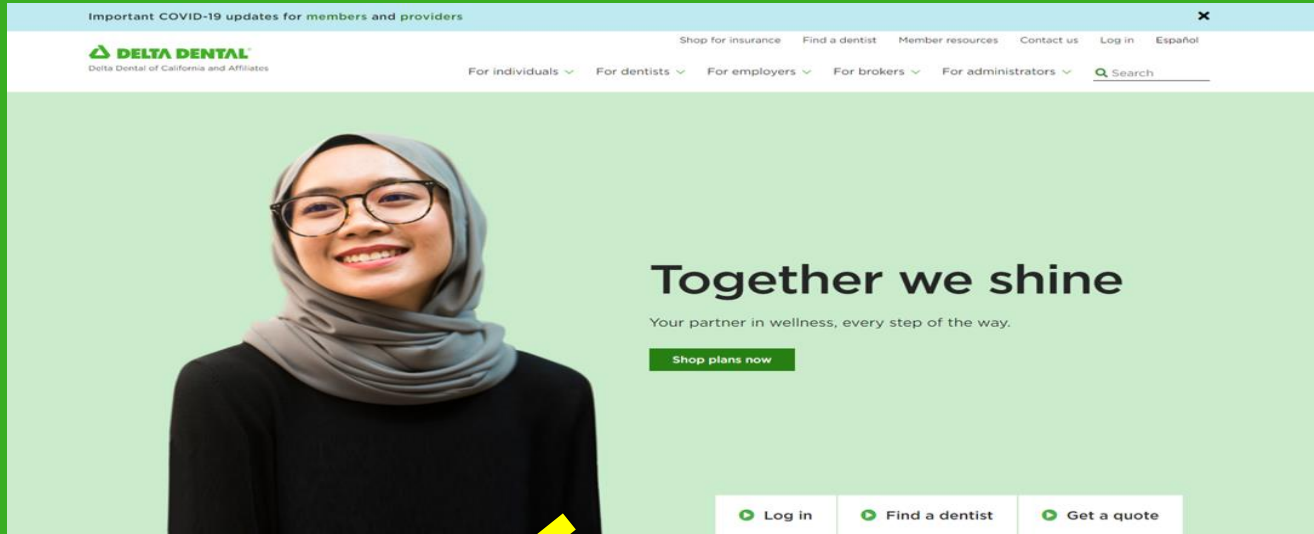 Important COVID-19 updates for members and providers
Shop for insurance Find a dentist Member resources Contact us Log in Español
DELTA DENTAL®
Delta Dental of California and Affiliates
For individuals For dentists For employers For brokers For administrators Search
Together we shine
Your partner in wellness, every step of the way.
Shop plans now
Log in Find a dentist Get a quote